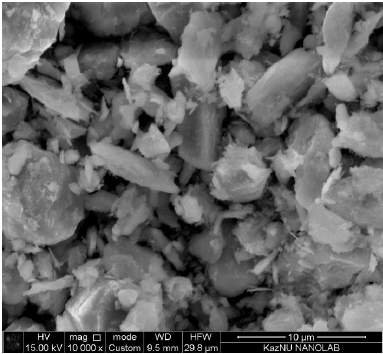 HV mag □ mode WD HFW 10 µm
15.00 kV 10 000 x Custom 9.5 mm 29.8 µm KazNU NANOLAB